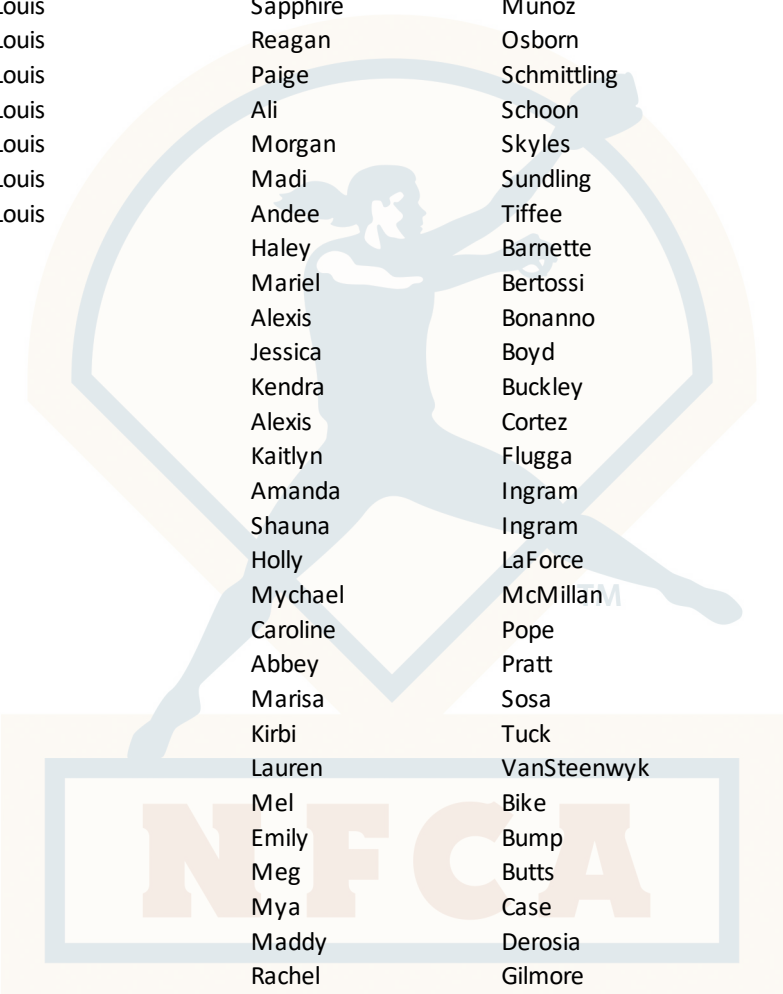 Louis Sapphire Munoz
Louis Reagan Osborn
Louis Paige Schmittling
Louis Ali Schoon
Louis Morgan Skyles
Louis Madi Sundling
Louis Andee Tiffee
Haley Barnette
Mariel Bertossi
Alexis Bonanno
Jessica Boyd
Kendra Buckley
Alexis Cortez
Kaitlyn Flugga
Amanda Ingram
Shauna Ingram
Holly LaForce
Mychael McMillan
TM
Caroline Pope
Abbey Pratt
Marisa Sosa
Kirbi Tuck
Lauren VanSteenwyk
Mel Bike
Emily Bump
Meg Butts
Mya Case
Maddy Derosia
Rachel Gilmore
NFCA